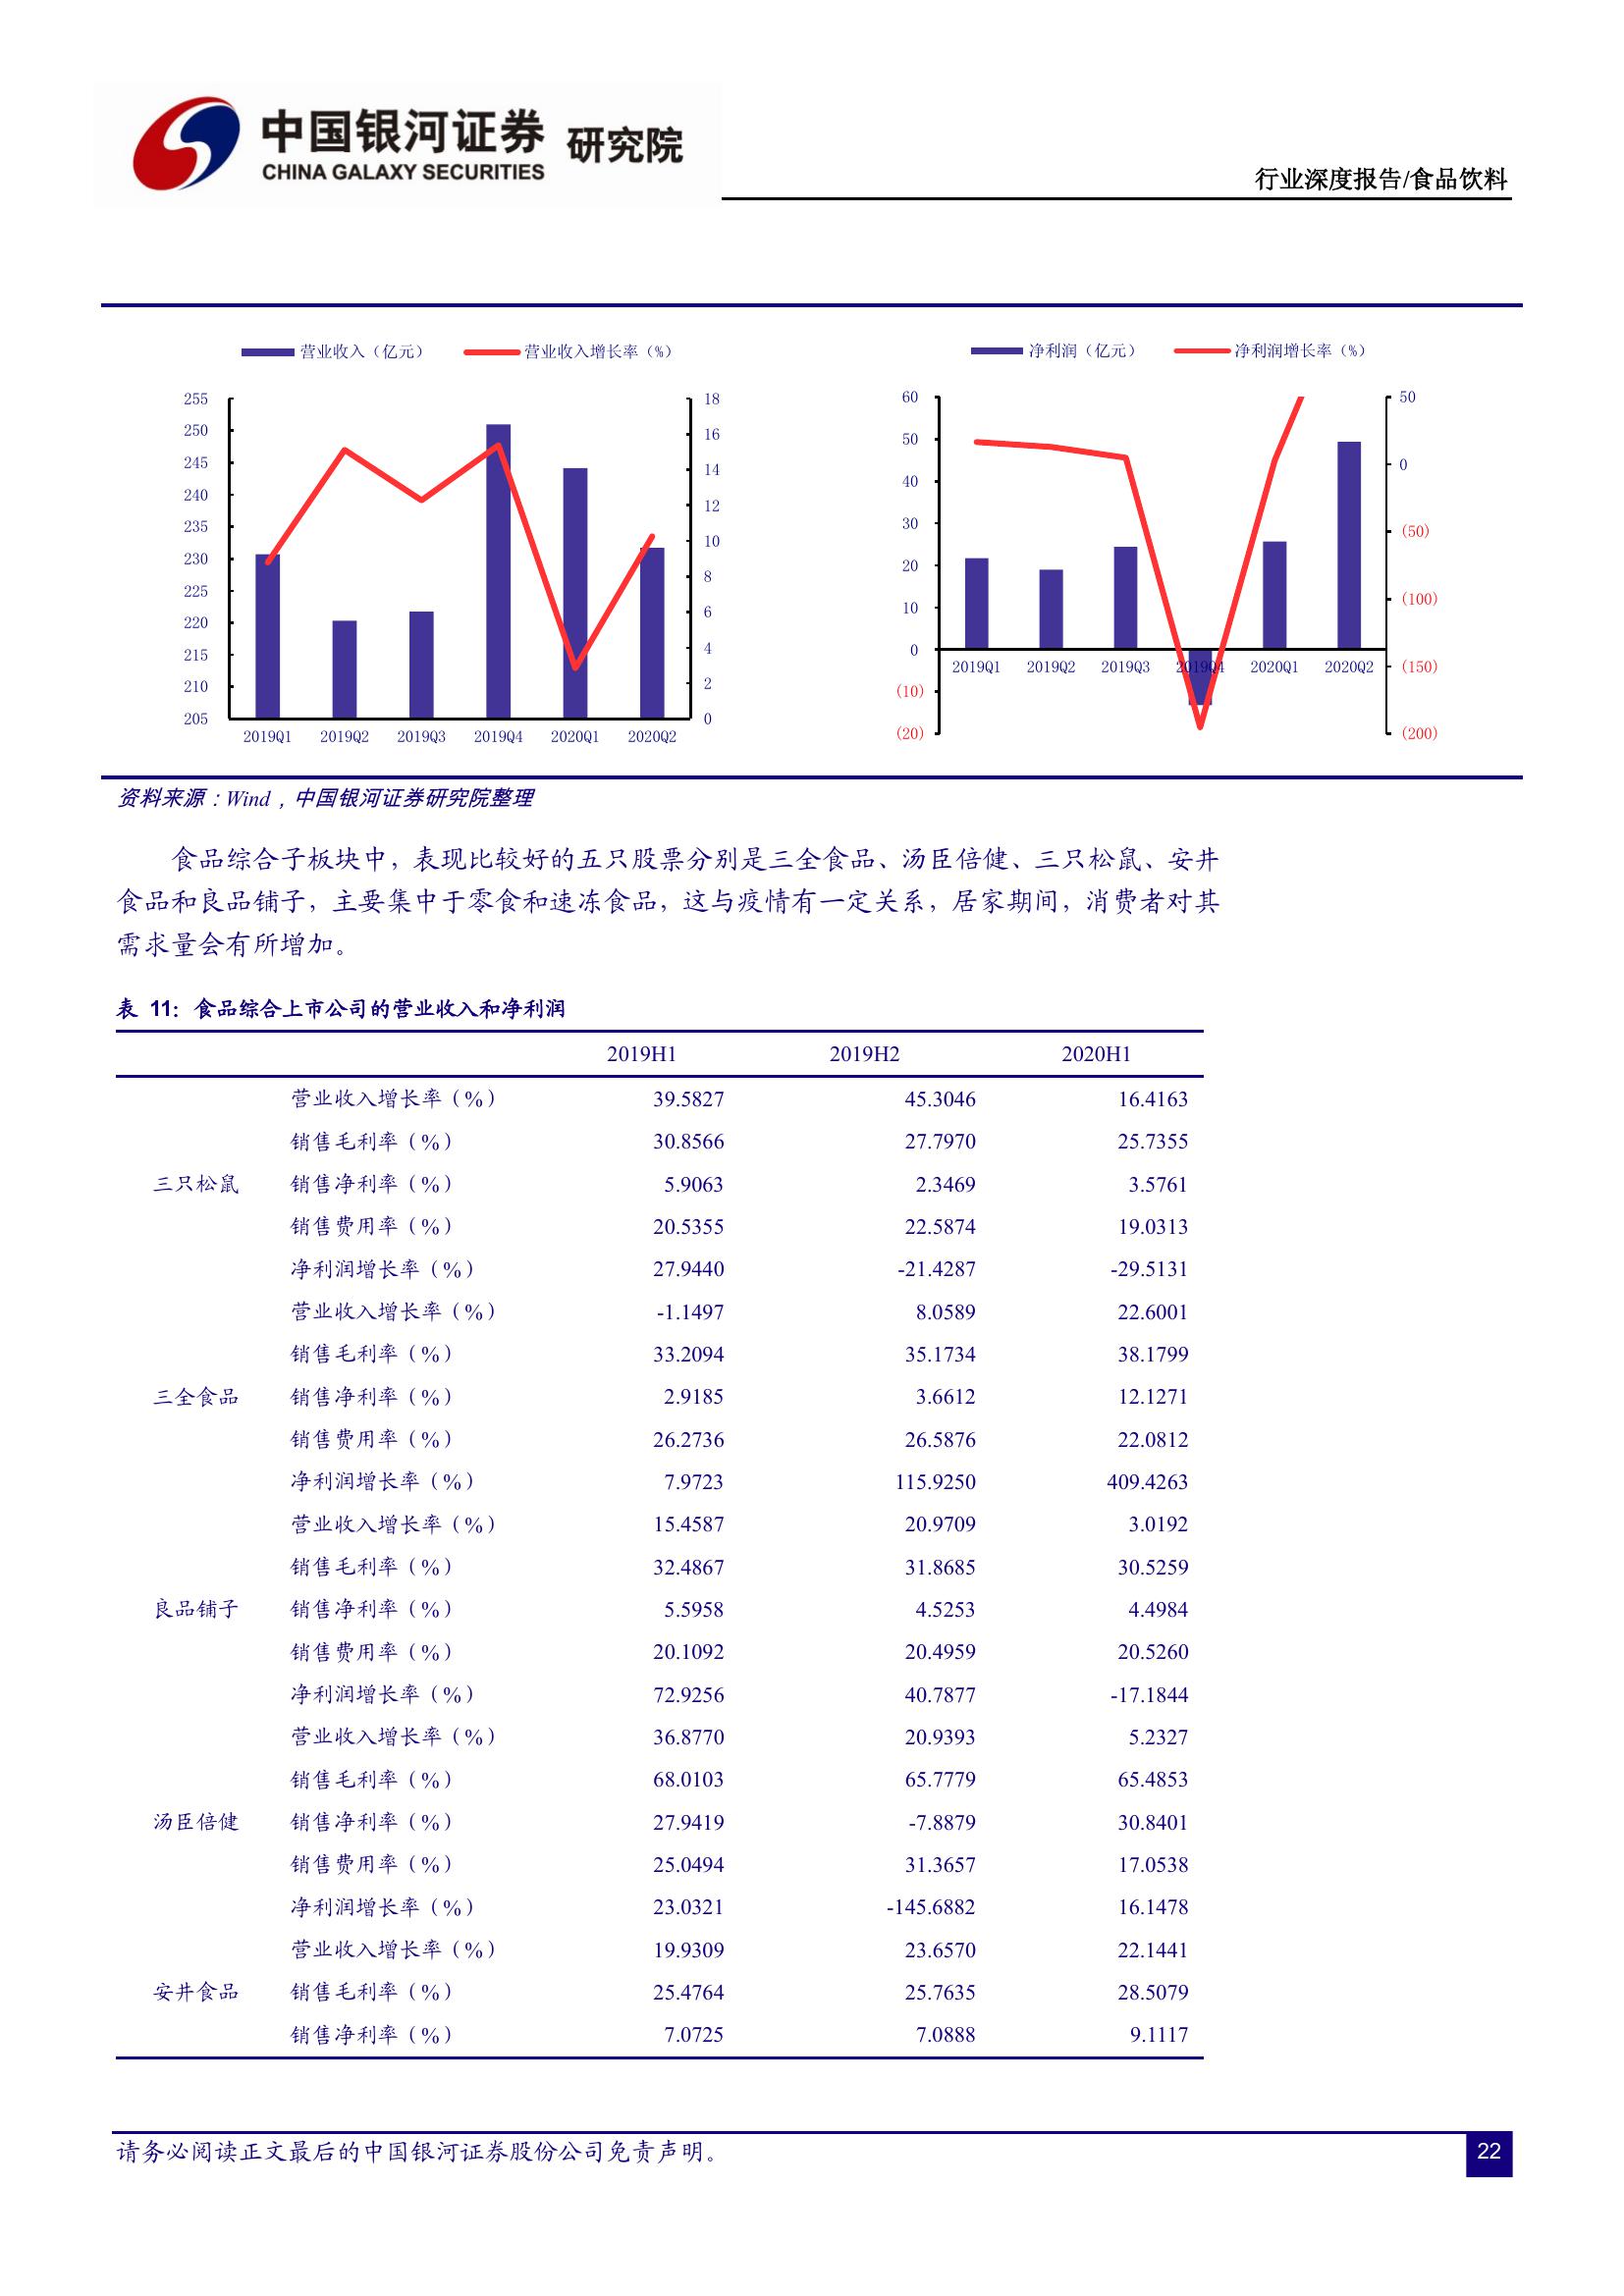 中国银河证券 研究院
CHINA GALAXY SECURITIES
行业深度报告/食品饮料
营业收入（亿元） 营业收入增长率（%）
255 18
250 16
245 14
240 12
235 10
230 8
225 6
220 4
215 2
210 0
205
2019Q1 2019Q2 2019Q3 2019Q4 2020Q1 2020Q2
净利润（亿元） 净利润增长率（%）
60 50
50 0
40 (50)
30 (100)
20 (150)
10 (200)
0
(10)
(20)
2019Q1 2019Q2 2019Q3 2019Q4 2020Q1 2020Q2
资料来源：Wind，中国银河证券研究院整理
食品综合子板块中，表现比较好的五只股票分别是三全食品、汤臣倍健、三只松鼠、安井
食品和良品铺子，主要集中于零食和速冻食品，这与疫情有一定关系，居家期间，消费者对其
需求量会有所增加。
表 11：食品综合上市公司的营业收入和净利润
2019H1 2019H2 2020H1
营业收入增长率（%） 39.5827 45.3046 16.4163
销售毛利率（%） 30.8566 27.7970 25.7355
三只松鼠 销售净利率（%） 5.9063 2.3469 3.5761
销售费用率（%） 20.5355 22.5874 19.0313
净利润增长率（%） 27.9440 -21.4287 -29.5131
营业收入增长率（%） -1.1497 8.0589 22.6001
销售毛利率（%） 33.2094 35.1734 38.1799
三全食品 销售净利率（%） 2.9185 3.6612 12.1271
销售费用率（%） 26.2736 26.5876 22.0812
净利润增长率（%） 7.9723 115.9250 409.4263
营业收入增长率（%） 15.4587 20.9709 3.0192
销售毛利率（%） 32.4867 31.8685 30.5259
良品铺子 销售净利率（%） 5.5958 4.5253 4.4984
销售费用率（%） 20.1092 20.4959 20.5260
净利润增长率（%） 72.9256 40.7877 -17.1844
营业收入增长率（%） 36.8770 20.9393 5.2327
销售毛利率（%） 68.0103 65.7779 65.4853
汤臣倍健 销售净利率（%） 27.9419 -7.8879 30.8401
销售费用率（%） 25.0494 31.3657 17.0538
净利润增长率（%） 23.0321 -145.6882 16.1478
营业收入增长率（%） 19.9309 23.6570 22.1441
安井食品 销售毛利率（%） 25.4764 25.7635 28.5079
销售净利率（%） 7.0725 7.0888 9.1117
请务必阅读正文最后的中国银河证券股份公司免责声明。
22